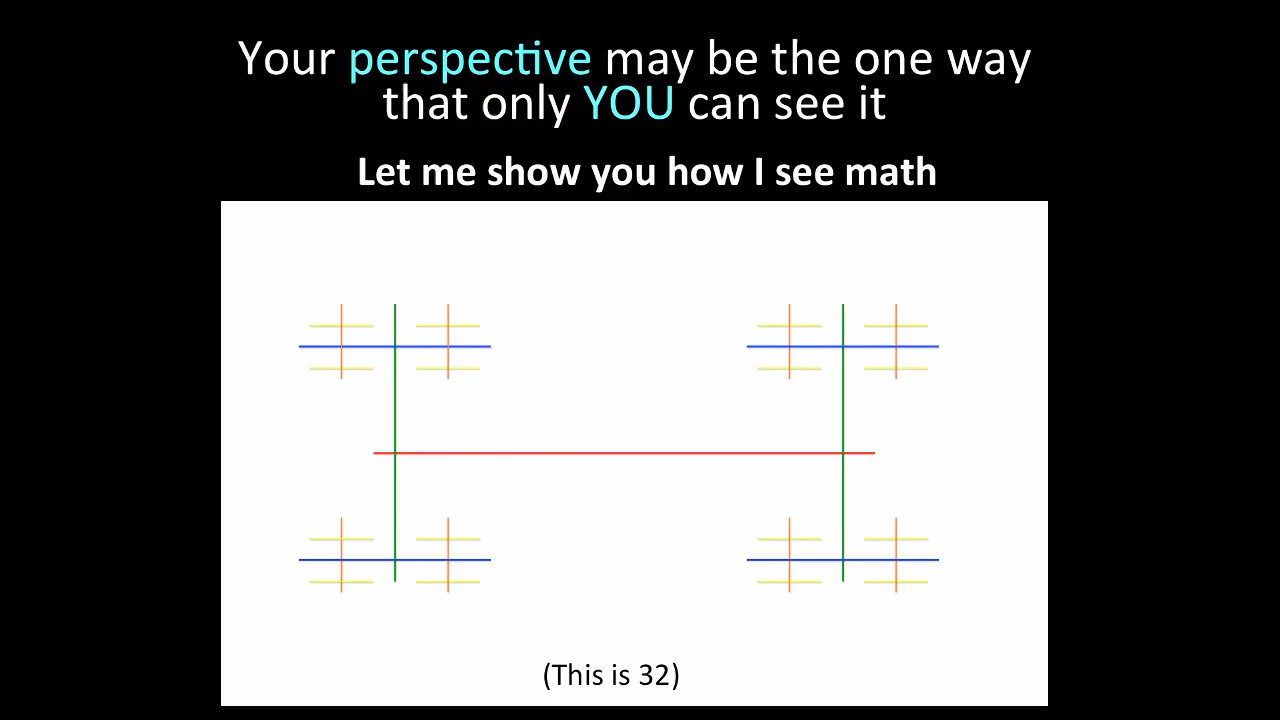 Your perspective may be the one way
that only YOU can see it
Let me show you how I see math
(This is 32)